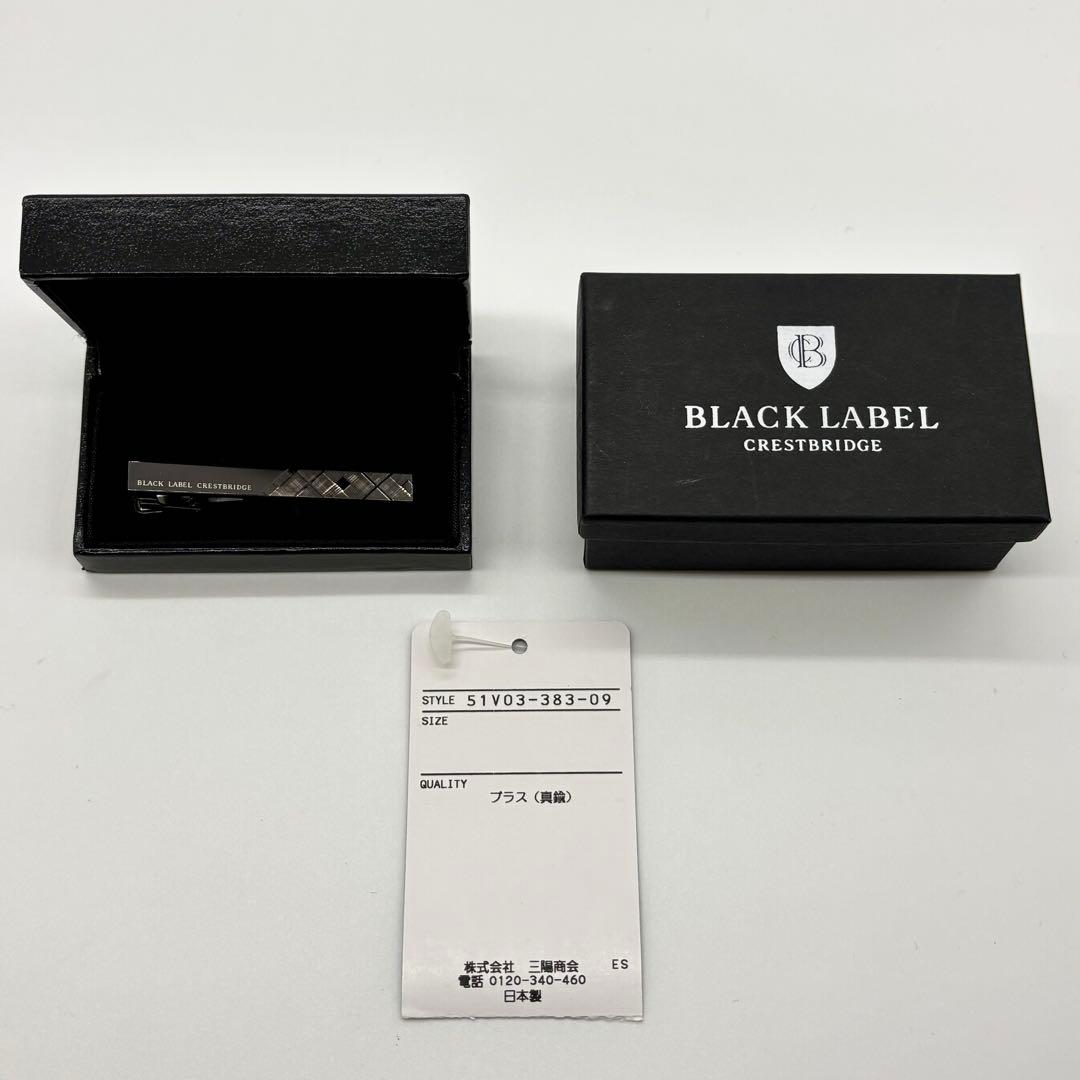 BLACK LABEL CRESTBRIDGE
CB
BLACK LABEL
CRESTBRIDGE
STYLE 51V03-383-09
SIZE
QUALITY
ブラス（真鍮）
株式会社 三陽商会 ES
電話 0120-340-460
日本製